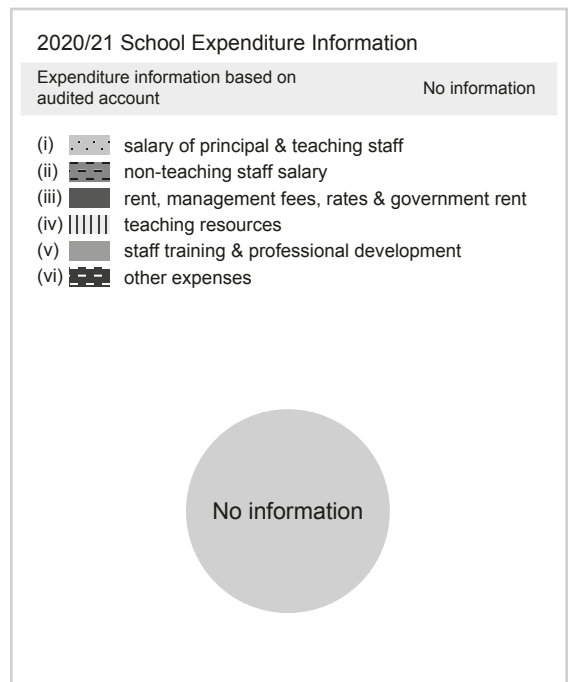 2020/21 School Expenditure Information
Expenditure information based on
audited account
No information
(i) salary of principal & teaching staff
(ii) non-teaching staff salary
(iii) rent, management fees, rates & government rent
(iv) teaching resources
(v) staff training & professional development
(vi) other expenses
No information